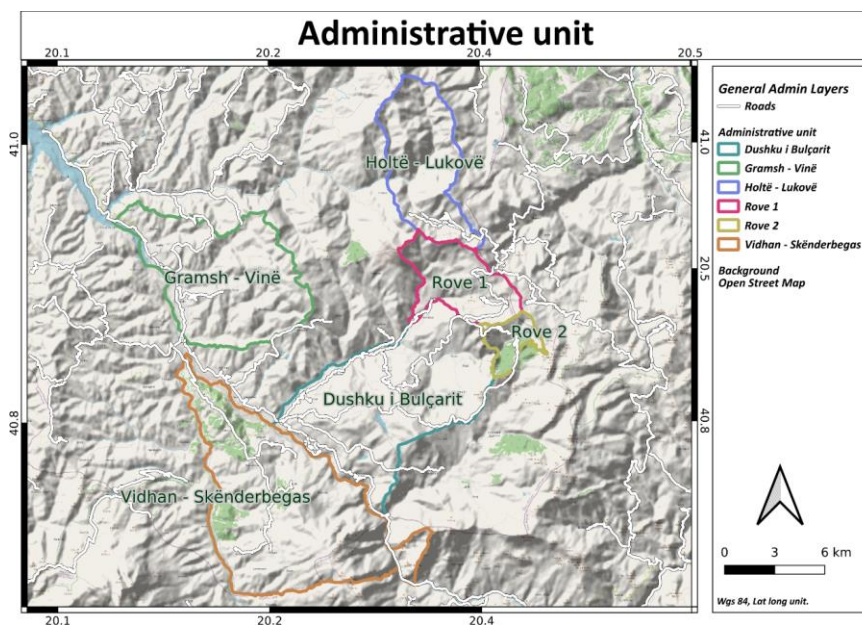 Administrative unit
20.1 20.2 20.4 20.5
General Admin Layers
Roads
Administrative unit
Dushku i Bulçarit
Gramsh - Vinë
Holtë - Lukovë
Rove 1
Rove 2
Vidhan - Skënderbegas
Background
Open Street Map
41.0
41.0
Holtë - Lukovë
Gramsh - Vinë
Rove 1
20.5
Rove 2
Dushku i Bulçarit
40.8
40.8
Vidhan - Skënderbegas
0 3 6 km
Wgs 84, Lat long unit.
20.1 20.2 20.4